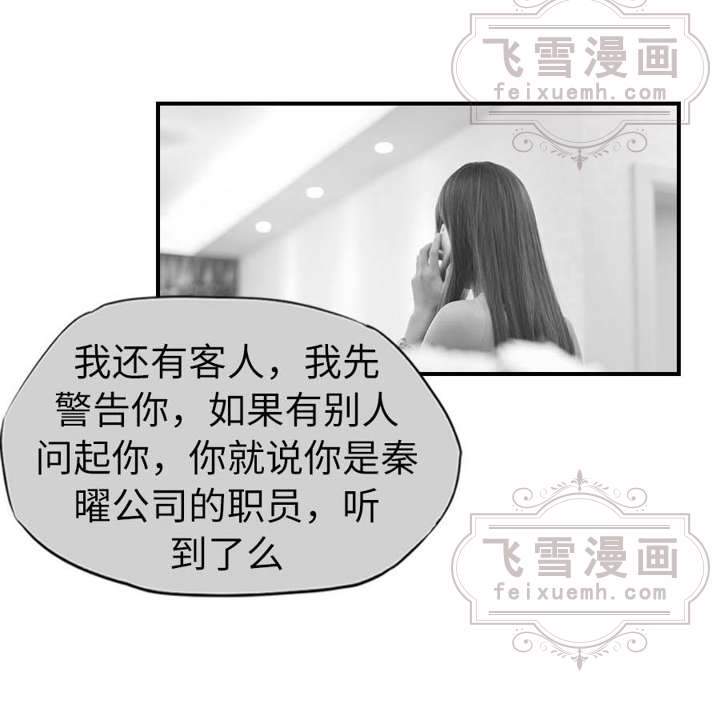 飞雪漫画
feixuemh.com
我还有客人，我先
警告你，如果有别人
问起你，你就说你是秦
曜公司的职员，听
到了么
飞雪漫画
feixuemh.com